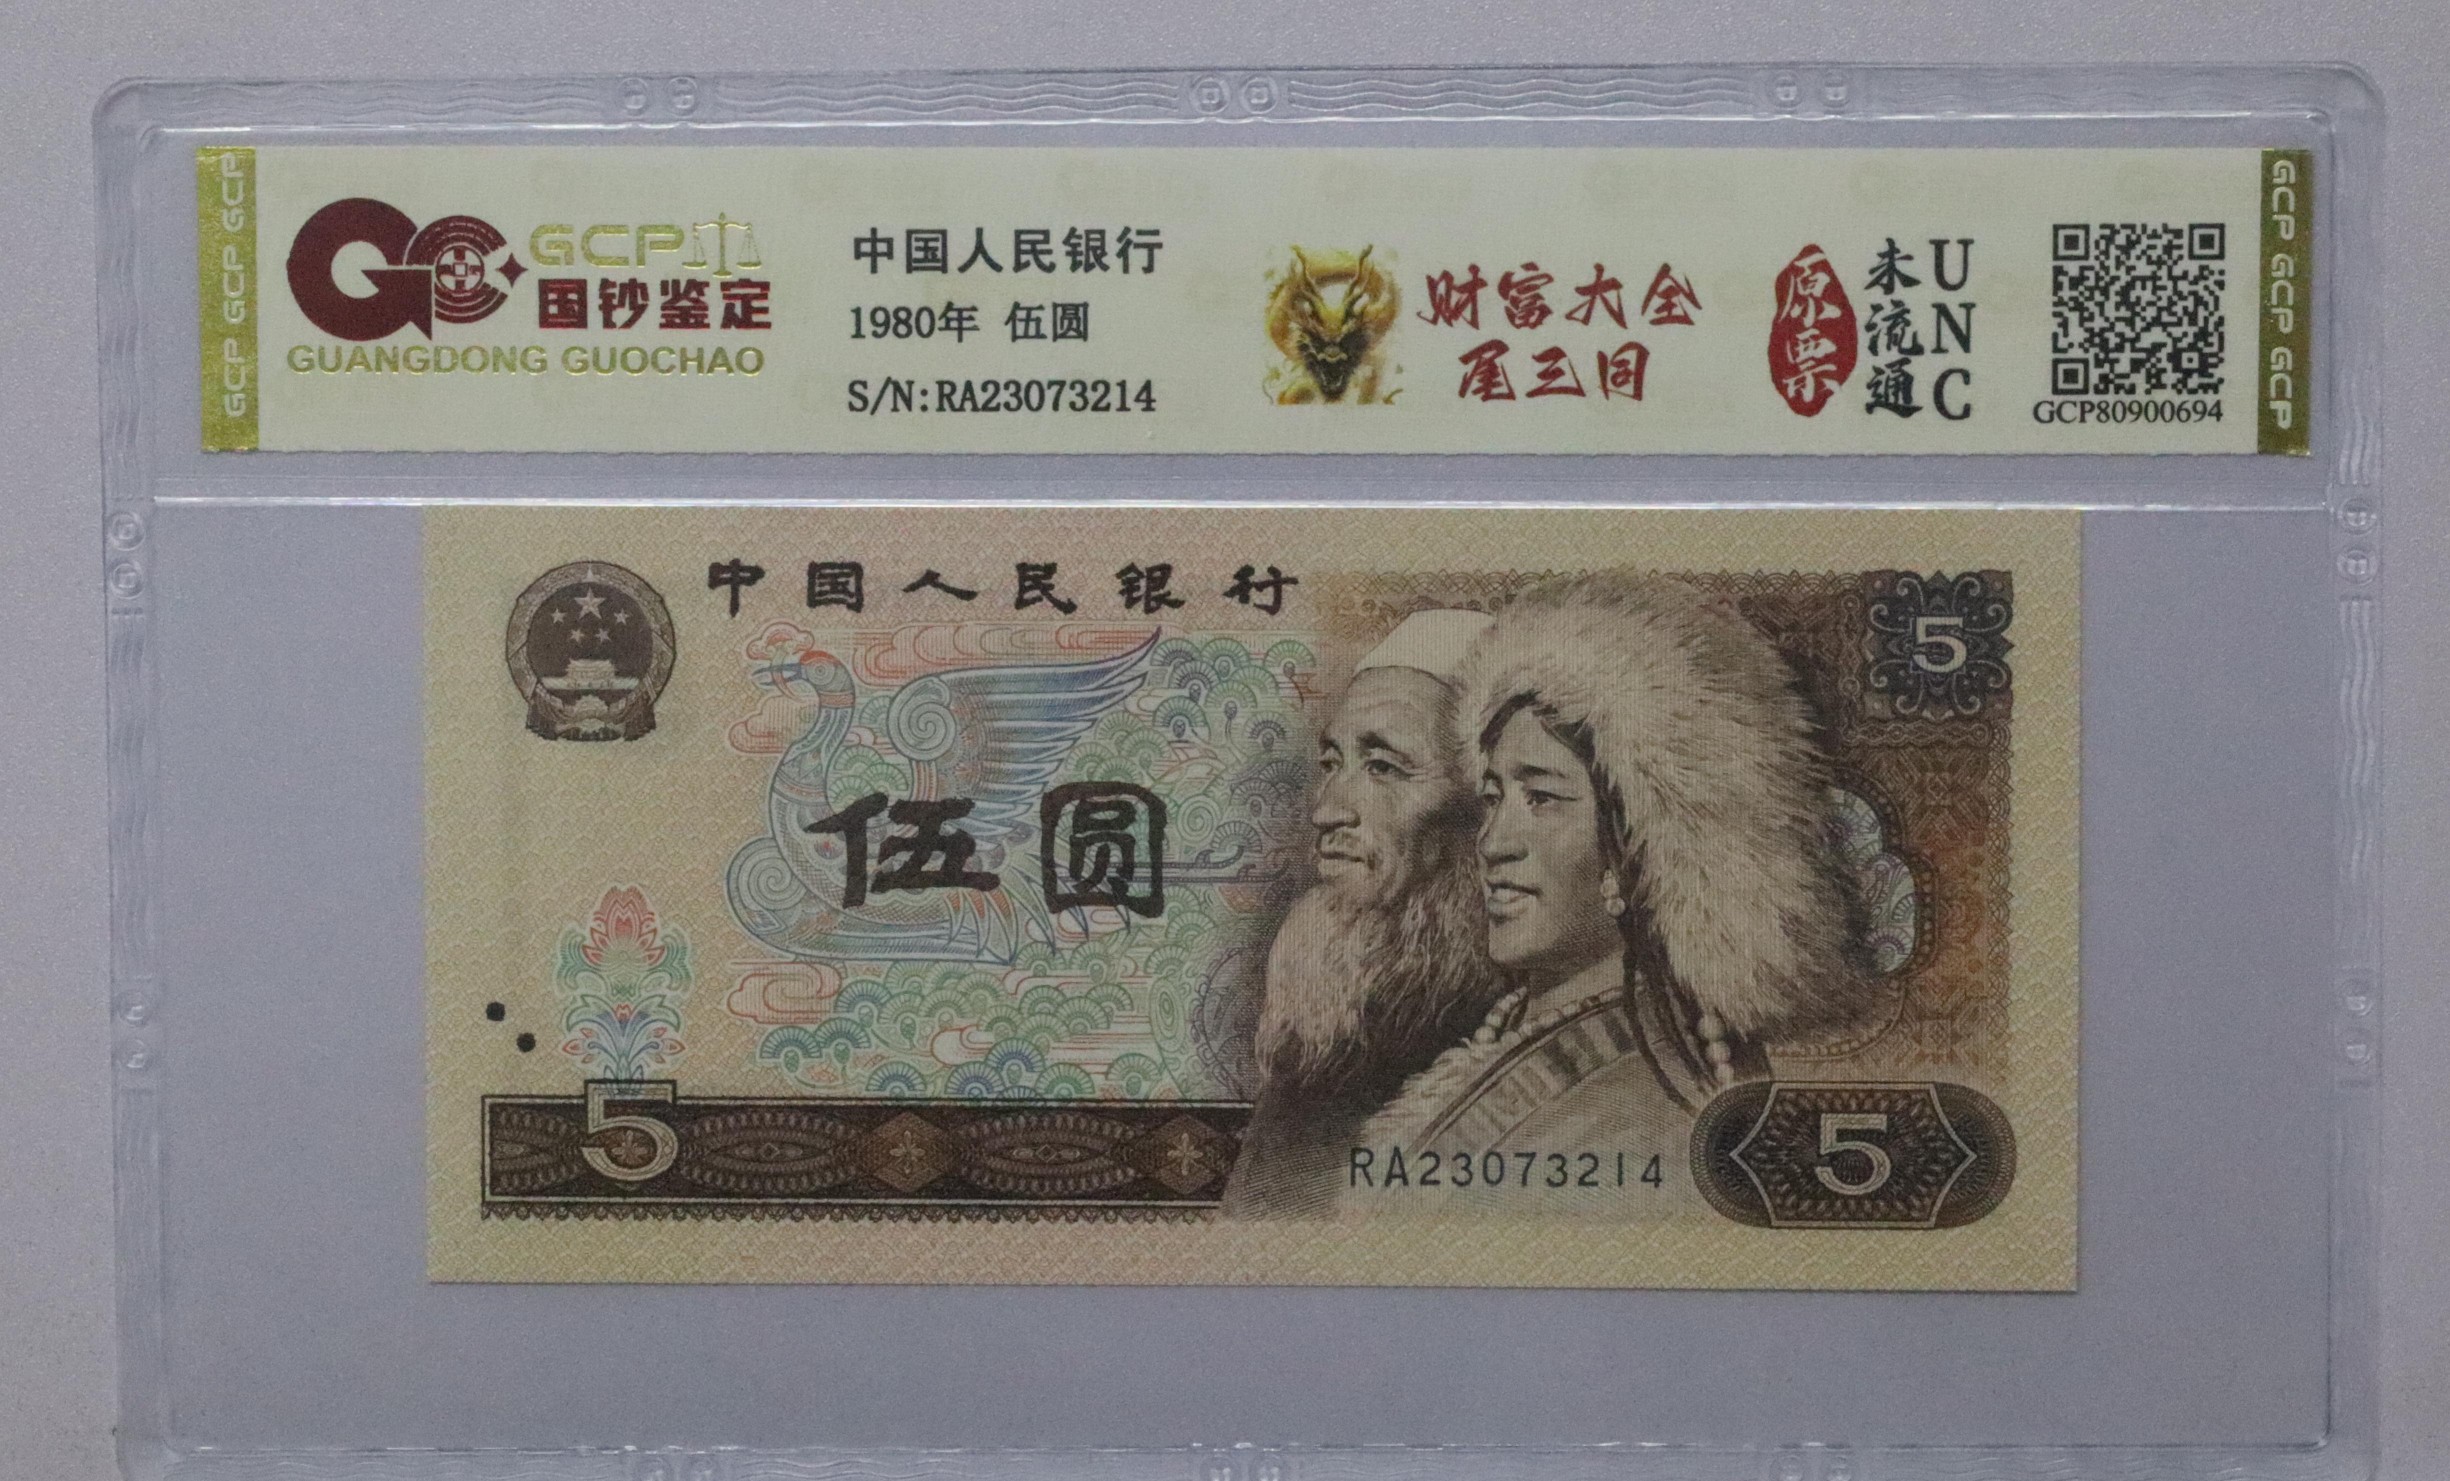 GCP GCP GCP
GCP
国钞鉴定
GUANGDONG GUOCHAO
中国人民银行
1980年 伍圆
S/N:RA23073214
财富大全
尾三同
原票
未流通
UNC
GCP80900694
GCP GCP GCP
中国人民银行
5
伍圆
5
RA23073214
5